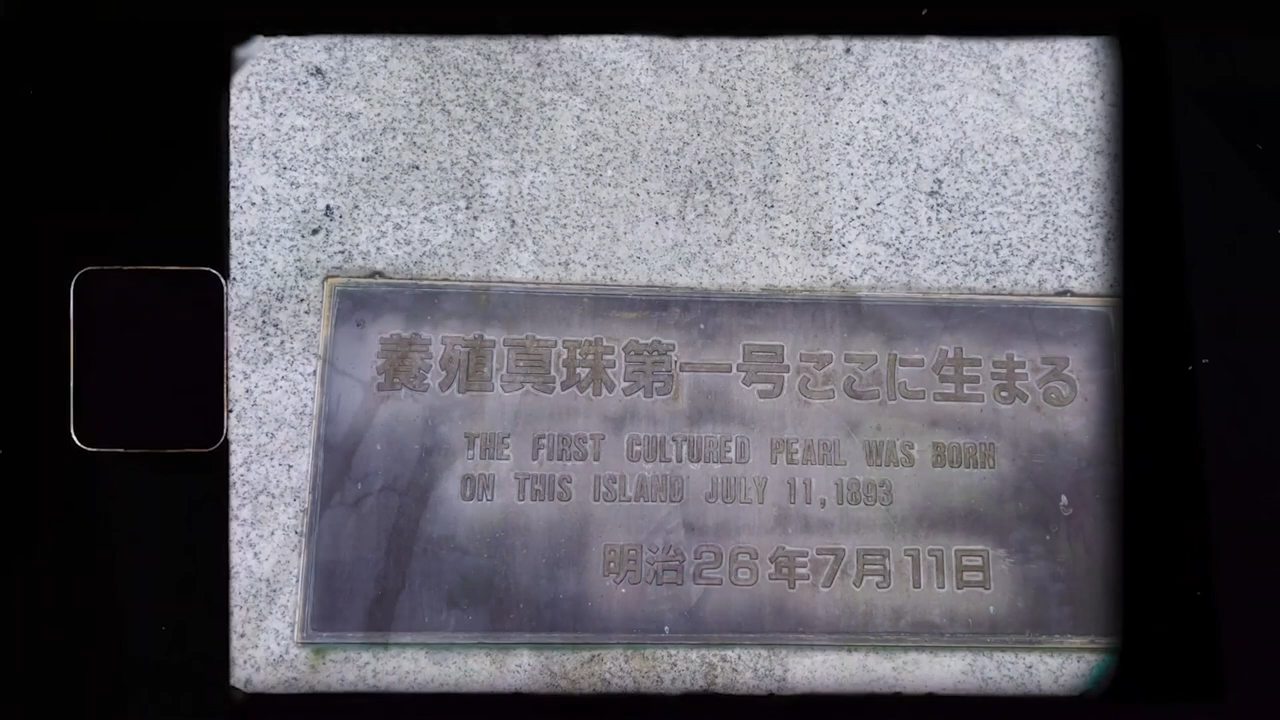 養殖真珠第一号ここに生まる
THE FIRST CULTURED PEARL WAS BORN
ON THIS ISLAND JULY 11,1893
明治26年7月11日